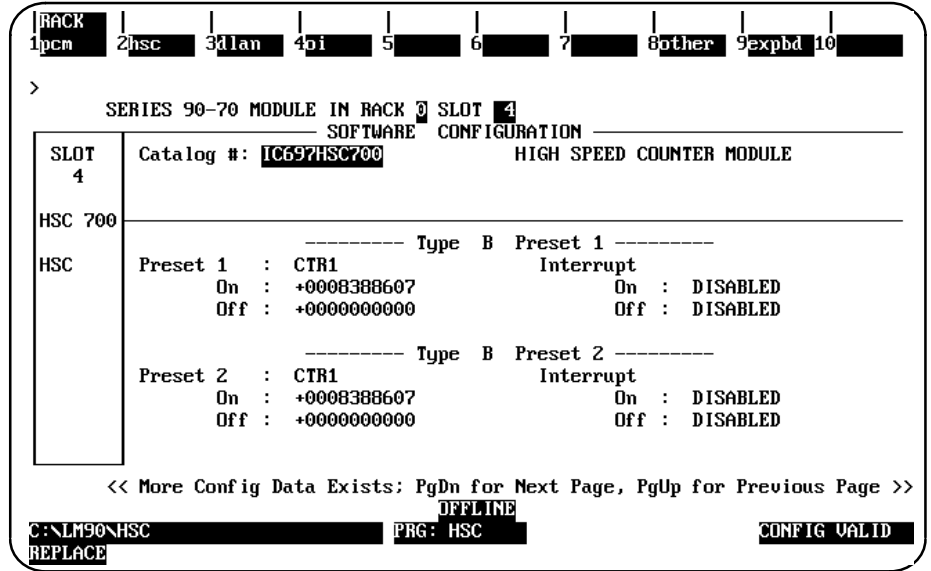 RACK
1pcm 2hsc 3dlan 4oi 5 6 7 8other 9expbd 10
>
SERIES 90-70 MODULE IN RACK 0 SLOT 4
SOFTWARE CONFIGURATION
SLOT Catalog #: IC697HSC700 HIGH SPEED COUNTER MODULE
4
HSC 700
--------- Type B Preset 1 ---------
HSC Preset 1 : CTR1 Interrupt
On : +0008388607 On : DISABLED
Off : +0000000000 Off : DISABLED
--------- Type B Preset 2 ---------
Preset 2 : CTR1 Interrupt
On : +0008388607 On : DISABLED
Off : +0000000000 Off : DISABLED
<< More Config Data Exists; PgDn for Next Page, PgUp for Previous Page >>
OFFLINE
C:\LM90\HSC PRG: HSC CONFIG VALID
REPLACE